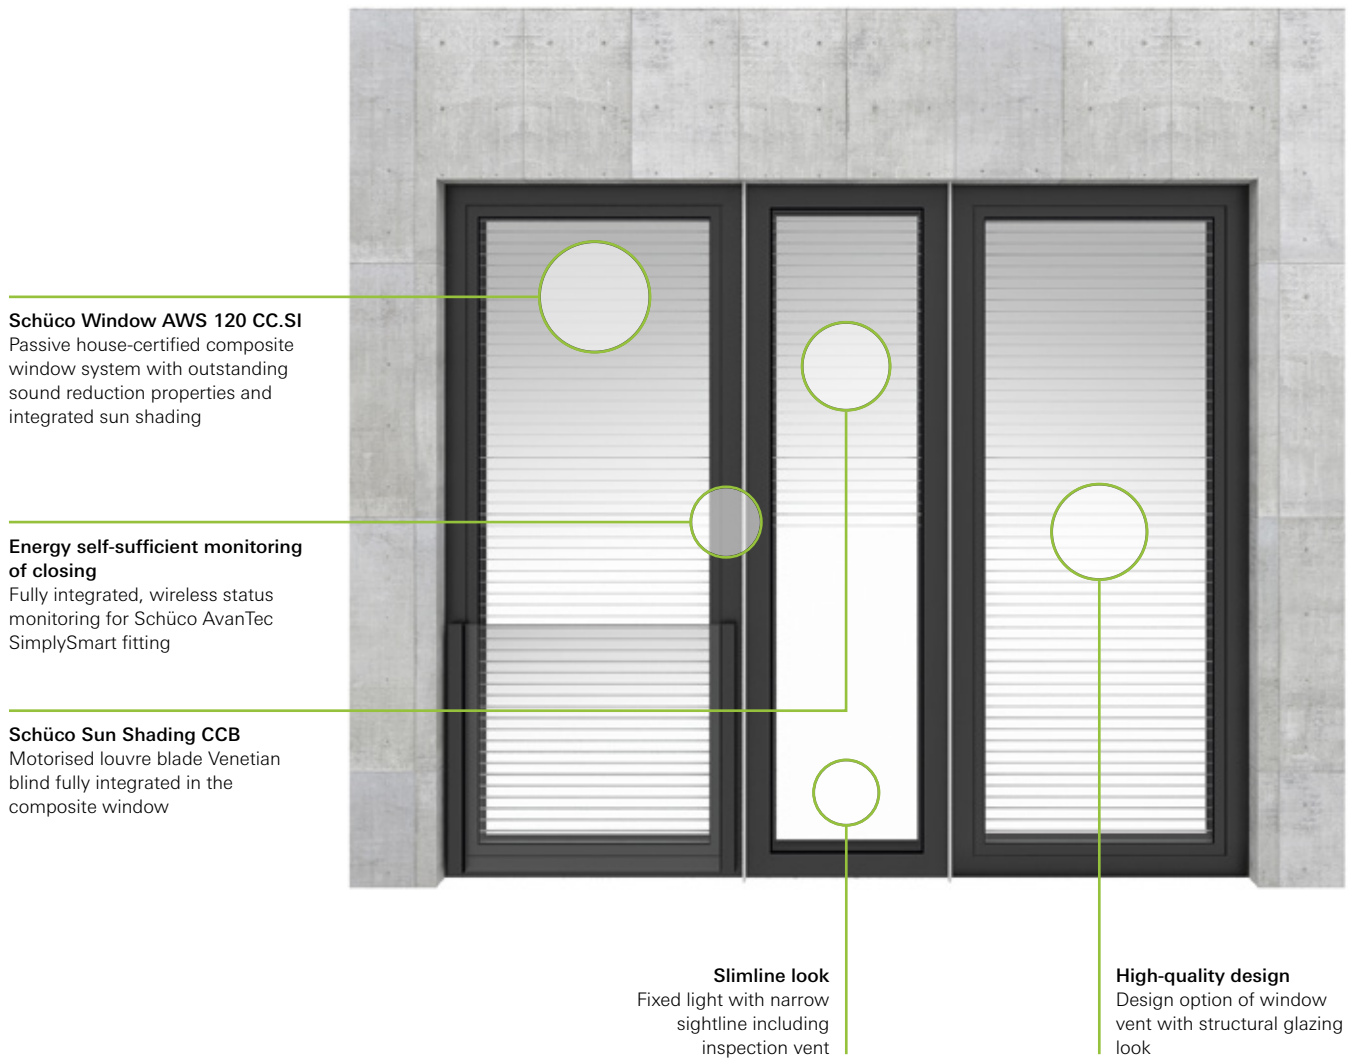 Schüco Window AWS 120 CC.SI
Passive house-certified composite
window system with outstanding
sound reduction properties and
integrated sun shading
Energy self-sufficient monitoring
of closing
Fully integrated, wireless status
monitoring for Schüco AvanTec
SimplySmart fitting
Schüco Sun Shading CCB
Motorised louvre blade Venetian
blind fully integrated in the
composite window
Slimline look
Fixed light with narrow
sightline including
inspection vent
High-quality design
Design option of window
vent with structural glazing
look